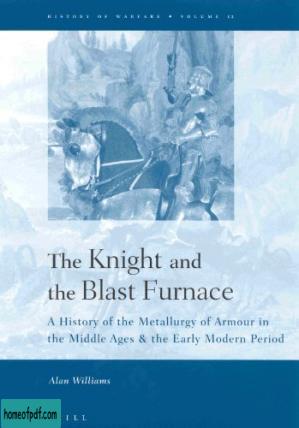 HISTORY OF WARFARE • VOLUME 12
The Knight and
the Blast Furnace
A History of the Metallurgy of Armour in
the Middle Ages & the Early Modern Period
Alan Williams
homeofpdf.com
BRILL